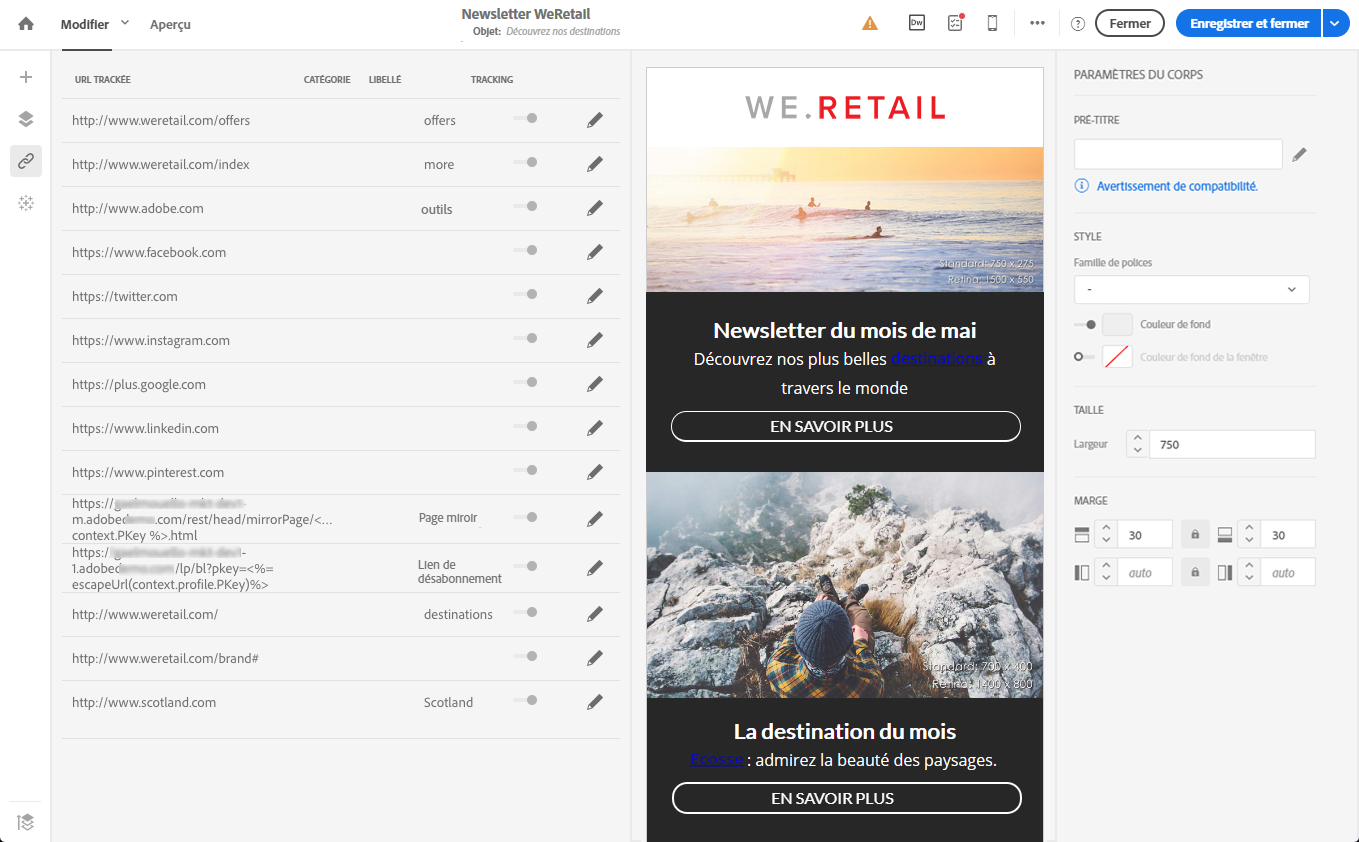 Modifier
Aperçu
Newsletter WeRetail
Objet: Découvrez nos destinations
Dw
Fermer
Enregistrer et fermer
URL TRACKÉE CATÉGORIE LIBELLÉ TRACKING
http://www.weretail.com/offers offers
http://www.weretail.com/index more
http://www.adobe.com outils
https://www.facebook.com
https://twitter.com
https://www.instagram.com
https://plus.google.com
https://www.linkedin.com
https://www.pinterest.com
https://
m.adobe .com/rest/head/mirrorPage/<...
context.PKey %>.html
Page miroir
https:/ -
1.adobe /lp/bl?pkey=<%=
escapeUrl(context.profile.PKey)%>
Lien de
désabonnement
http://www.weretail.com/ destinations
http://www.weretail.com/brand#
http://www.scotland.com Scotland
WE.RETAIL
Standard: 750 x 275
Retina: 1500 x 550
Newsletter du mois de mai
Découvrez nos plus belles destinations à
travers le monde
EN SAVOIR PLUS
Standard: 700 x 400
Retina: 1400 x 800
La destination du mois
Ecosse : admirez la beauté des paysages.
EN SAVOIR PLUS
PARAMÈTRES DU CORPS
PRÉ-TITRE
Avertissement de compatibilité.
STYLE
Famille de polices
-
Couleur de fond
Couleur de fond de la fenêtre
TAILLE
Largeur 750
MARGE
30 30
auto auto